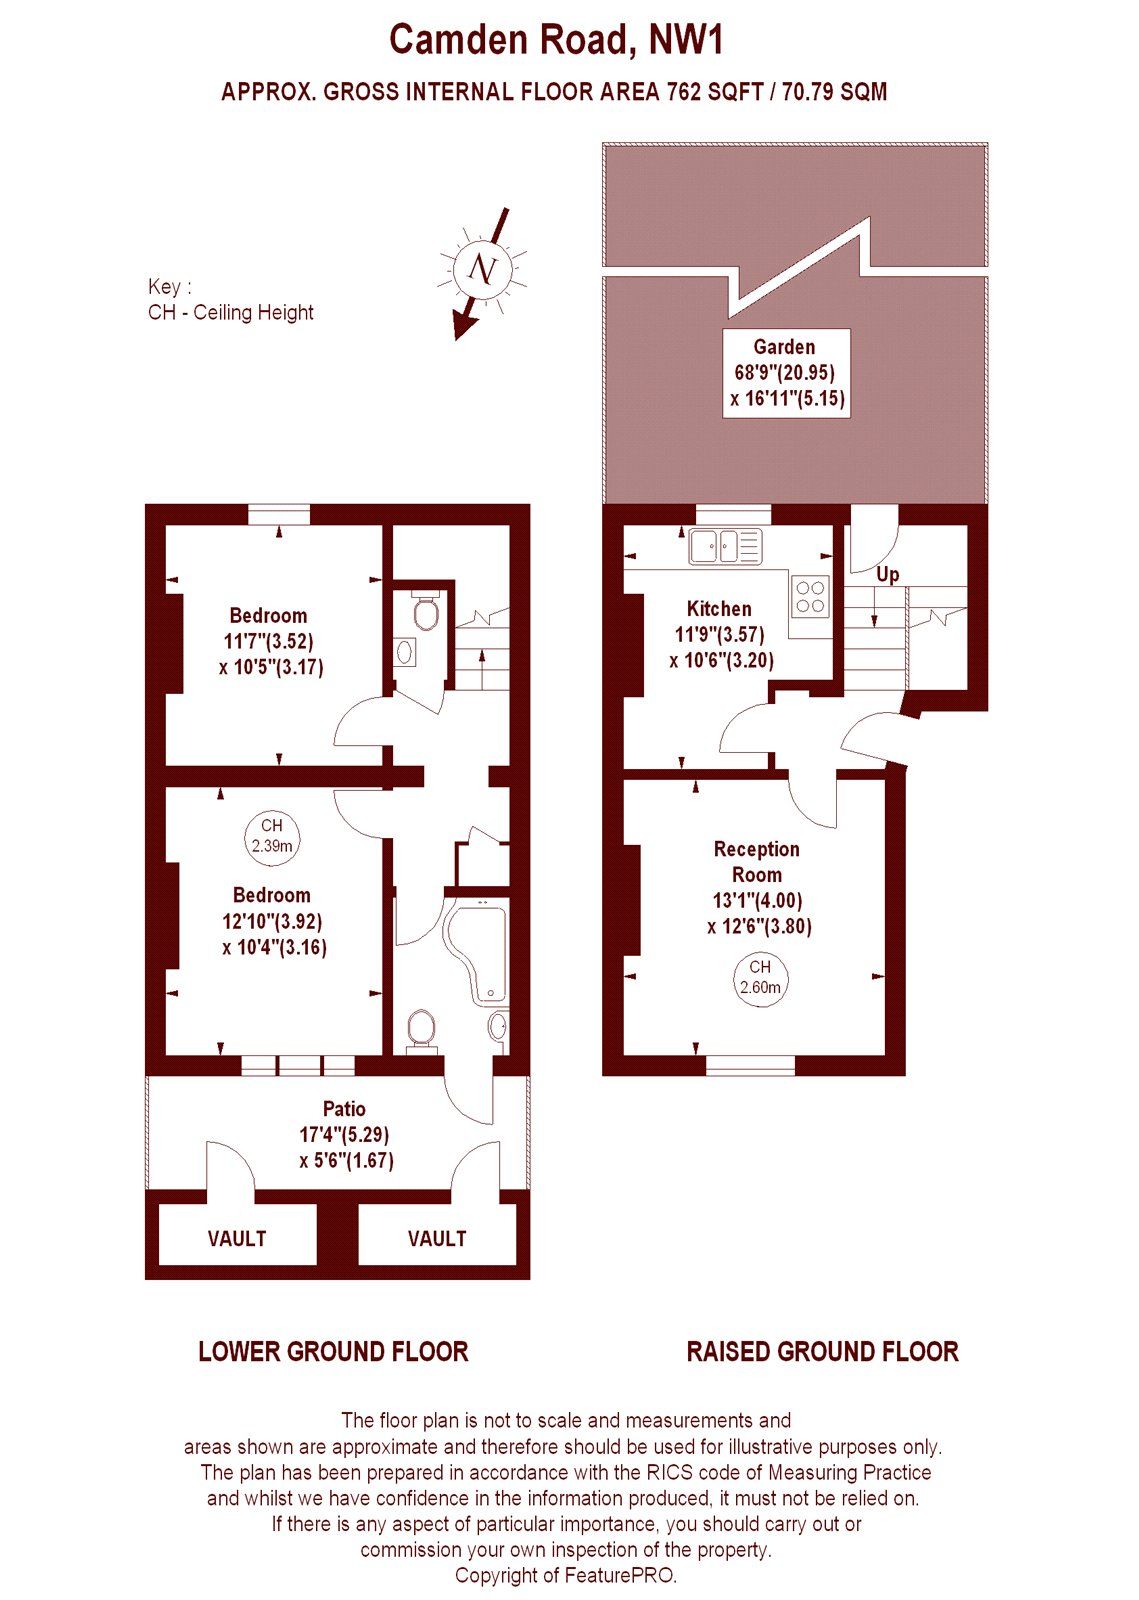 Camden Road, NW1
APPROX. GROSS INTERNAL FLOOR AREA 762 SQFT / 70.79 SQM
N
Key :
CH - Ceiling Height
Garden
68'9"(20.95)
x 16'11"(5.15)
Bedroom
11'7"(3.52)
x 10'5"(3.17)
Up
Kitchen
11'9"(3.57)
x 10'6"(3.20)
CH
2.39m
Bedroom
12'10"(3.92)
x 10'4"(3.16)
Reception
Room
13'1"(4.00)
x 12'6"(3.80)
CH
2.60m
Patio
17'4"(5.29)
x 5'6"(1.67)
VAULT
VAULT
LOWER GROUND FLOOR
RAISED GROUND FLOOR
The floor plan is not to scale and measurements and
areas shown are approximate and therefore should be used for illustrative purposes only.
The plan has been prepared in accordance with the RICS code of Measuring Practice
and whilst we have confidence in the information produced, it must not be relied on.
If there is any aspect of particular importance, you should carry out or
commission your own inspection of the property.
Copyright of FeaturePRO.